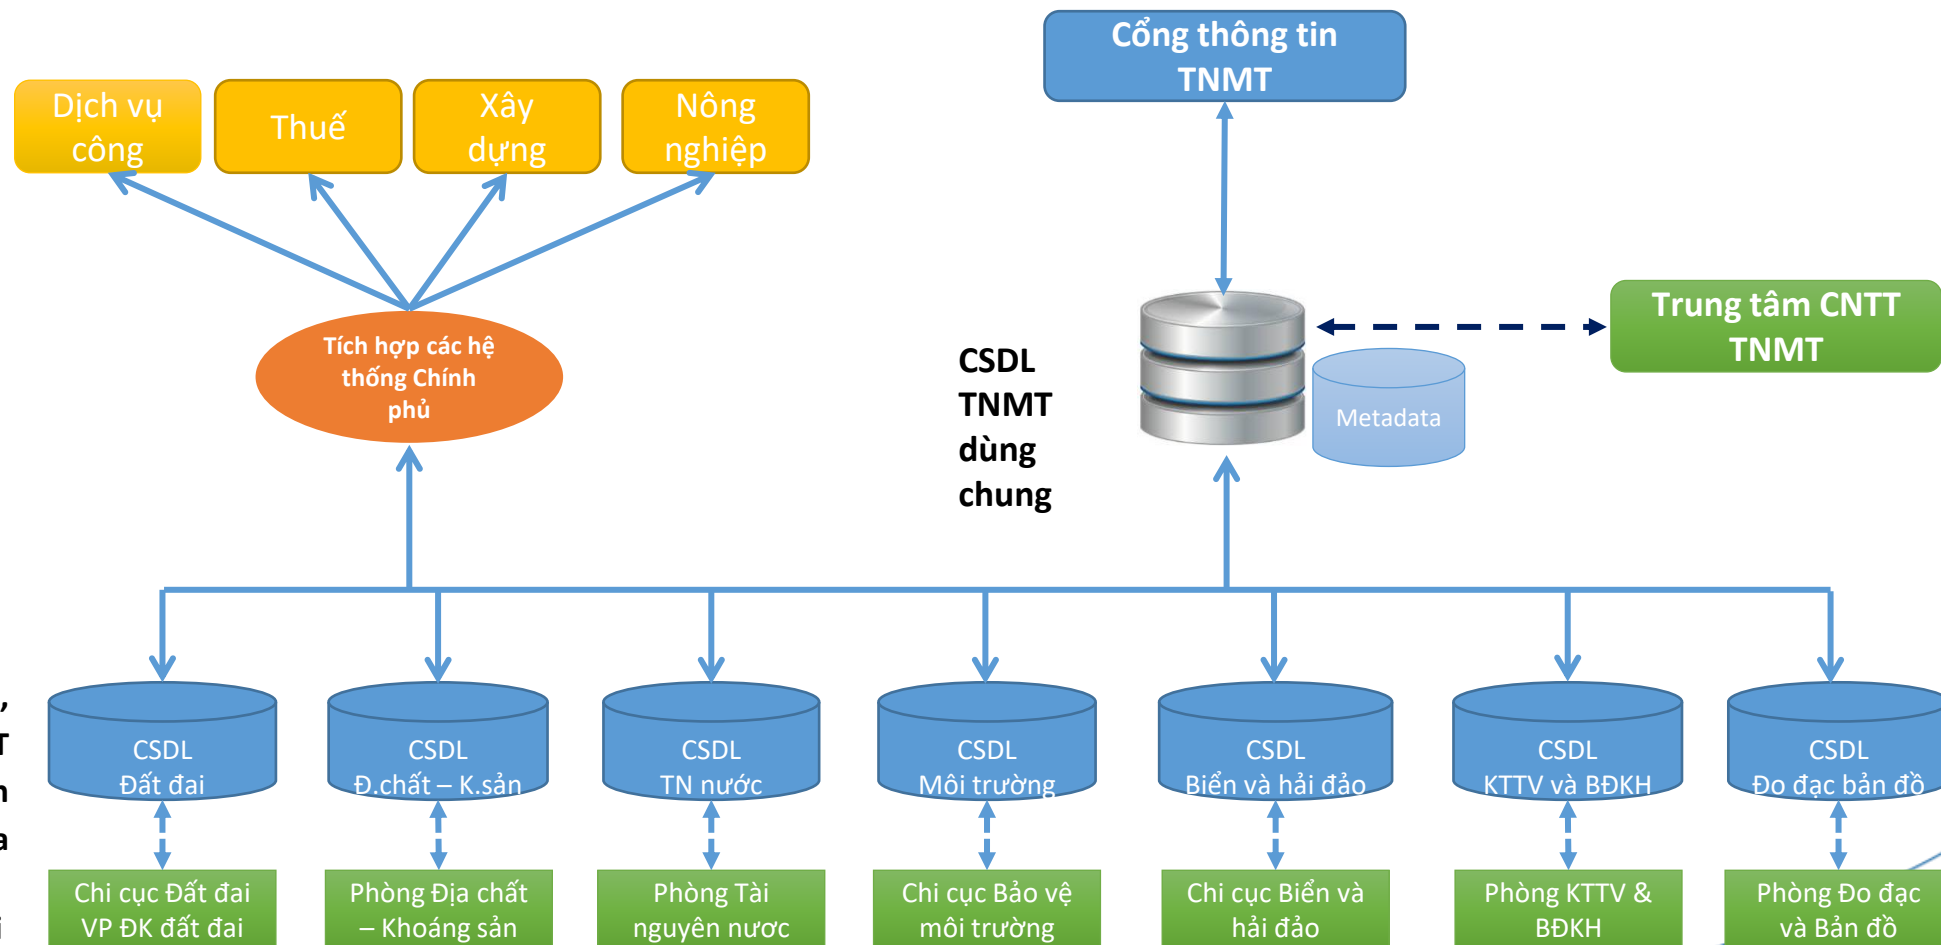 Cổng thông tin
TNMT
Dịch vụ
công
Thuế
Xây
dựng
Nông
nghiệp
Tích hợp các hệ
thống Chính
phủ
CSDL
TNMT
dùng
chung
Metadata
Trung tâm CNTT
TNMT
CSDL
Đất đai
CSDL
Đ.chất – K.sản
CSDL
TN nước
CSDL
Môi trường
CSDL
Biển và hải đảo
CSDL
KTTV và BĐKH
CSDL
Đo đạc bản đồ
Chi cục Đất đai
VP ĐK đất đai
Phòng Địa chất
– Khoáng sản
Phòng Tài
nguyên nươc
Chi cục Bảo vệ
môi trường
Chi cục Biển và
hải đảo
Phòng KTTV &
BĐKH
Phòng Đo đạc
và Bản đồ